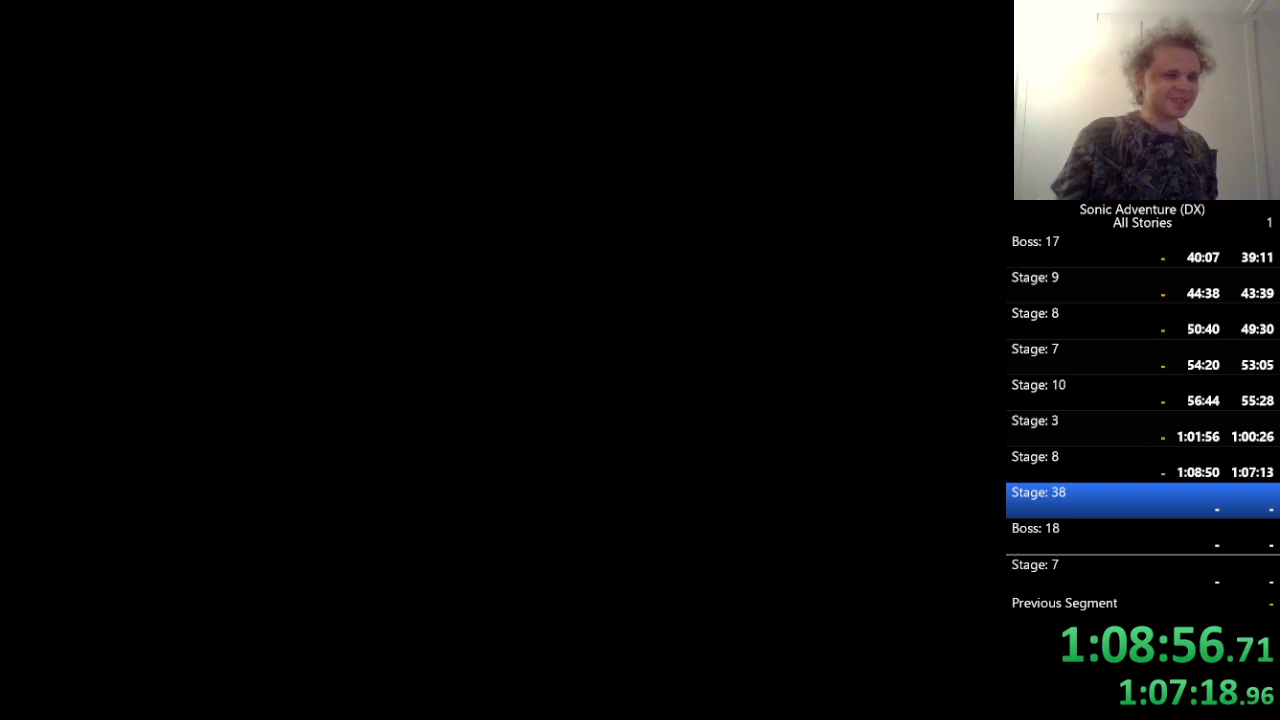 Sonic Adventure (DX)
All Stories 1
Boss: 17
- 40:07 39:11
Stage: 9
- 44:38 43:39
Stage: 8
- 50:40 49:30
Stage: 7
- 54:20 53:05
Stage: 10
- 56:44 55:28
Stage: 3
- 1:01:56 1:00:26
Stage: 8
- 1:08:50 1:07:13
Stage: 38
- -
Boss: 18
- -
Stage: 7
- -
Previous Segment -
1:08:56.71
1:07:18.96